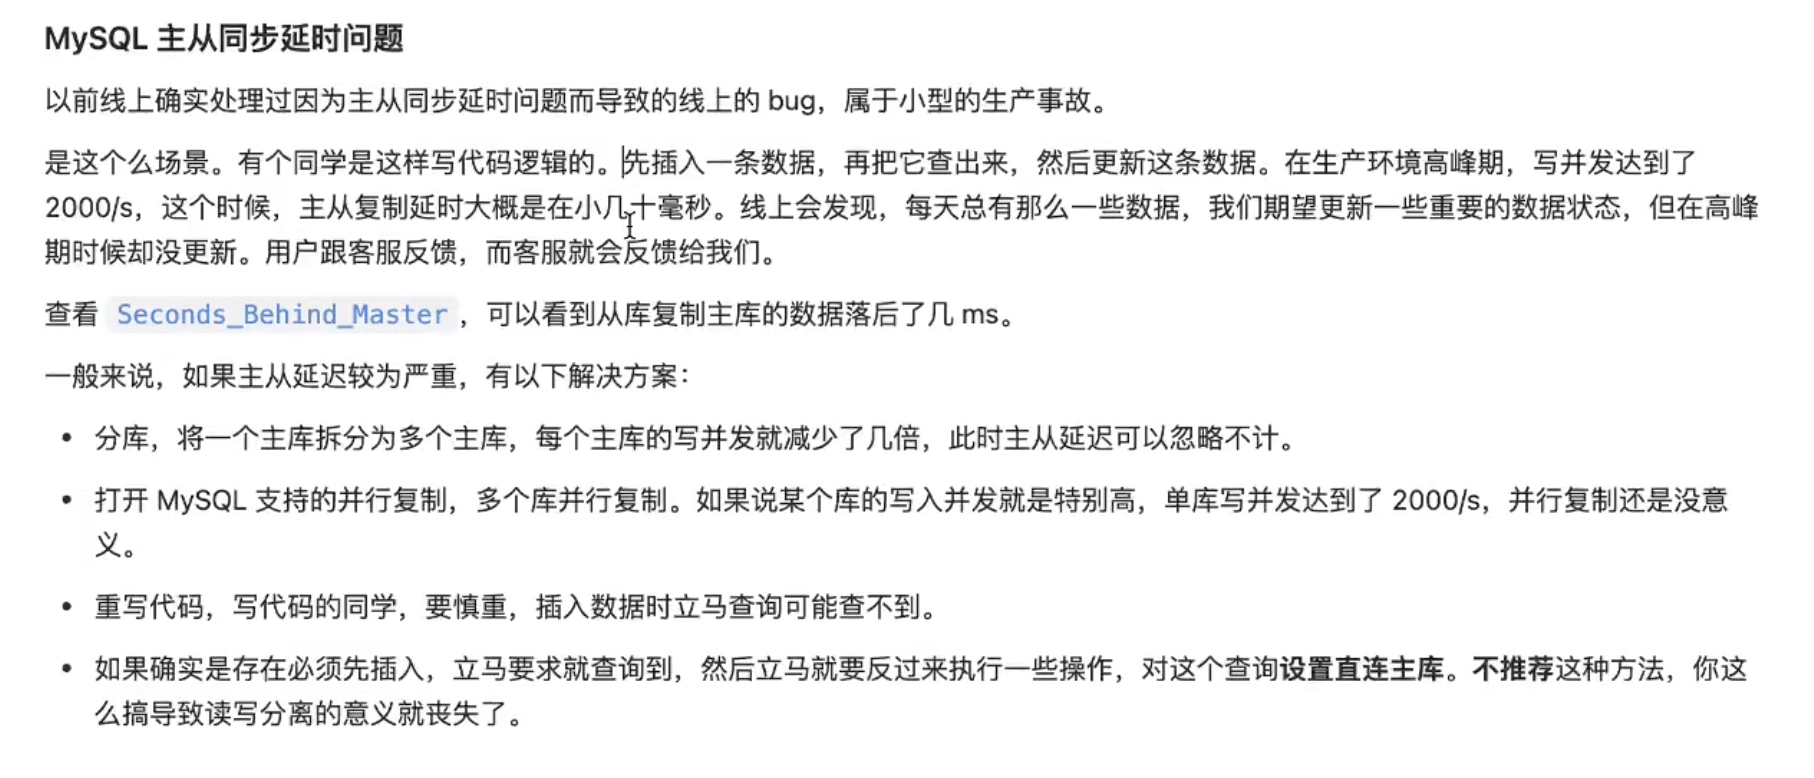 MySQL 主从同步延时问题
以前线上确实处理过因为主从同步延时问题而导致的线上的 bug，属于小型的生产事故。
是这个么场景。有个同学是这样写代码逻辑的。先插入一条数据，再把它查出来，然后更新这条数据。在生产环境高峰期，写并发达到了
2000/s，这个时候，主从复制延时大概是在小几十毫秒。线上会发现，每天总有那么一些数据，我们期望更新一些重要的数据状态，但在高峰
期时候却没更新。用户跟客服反馈，而客服就会反馈给我们。
查看 Seconds_Behind_Master ，可以看到从库复制主库的数据落后了几 ms。
一般来说，如果主从延迟较为严重，有以下解决方案：
• 分库，将一个主库拆分为多个主库，每个主库的写并发就减少了几倍，此时主从延迟可以忽略不计。
• 打开 MySQL 支持的并行复制，多个库并行复制。如果说某个库的写入并发就是特别高，单库写并发达到了 2000/s，并行复制还是没意
义。
• 重写代码，写代码的同学，要慎重，插入数据时立马查询可能查不到。
• 如果确实是存在必须先插入，立马要求就查询到，然后立马就要反过来执行一些操作，对这个查询设置直连主库。不推荐这种方法，你这
么搞导致读写分离的意义就丧失了。